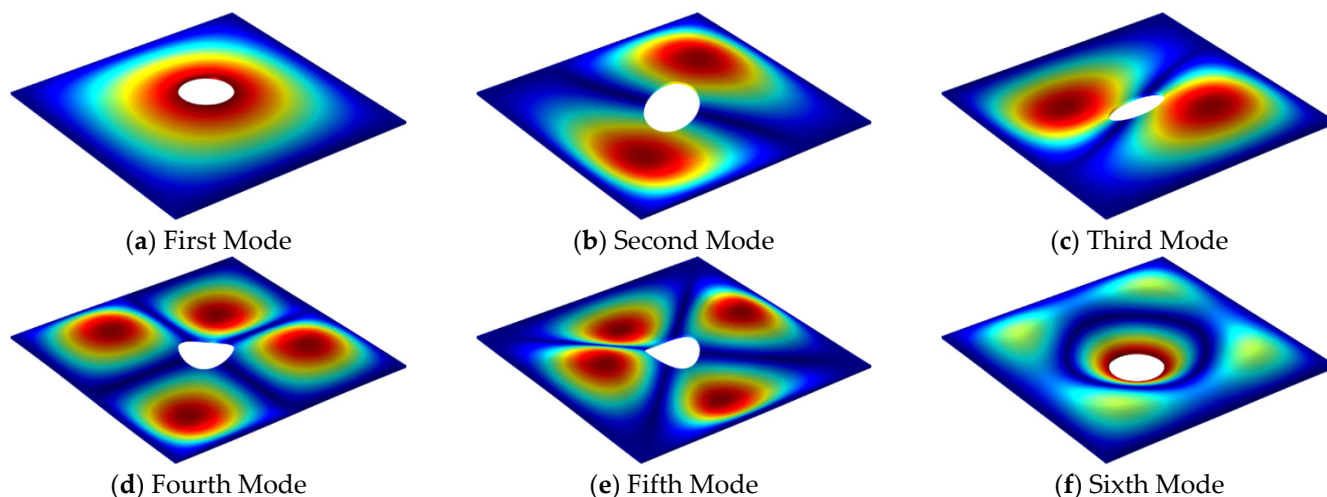 (a) First Mode
(b) Second Mode
(c) Third Mode
(d) Fourth Mode
(e) Fifth Mode
(f) Sixth Mode